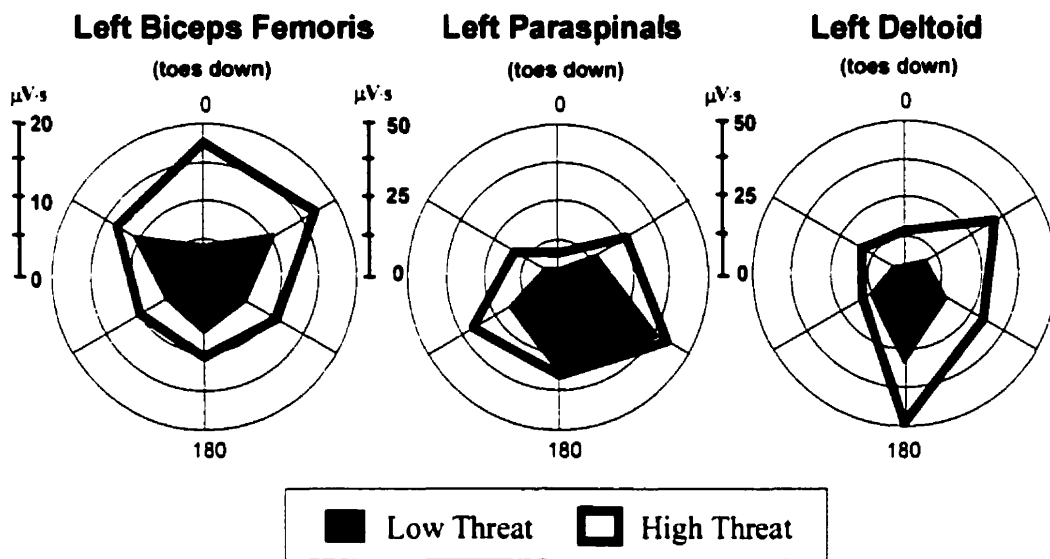 Left Biceps Femoris
(toes down)
µV·s
20
10
0
0
180
Left Paraspinals
(toes down)
µV·s
50
25
0
0
180
Left Deltoid
(toes down)
µV·s
50
25
0
0
180
Low Threat
High Threat